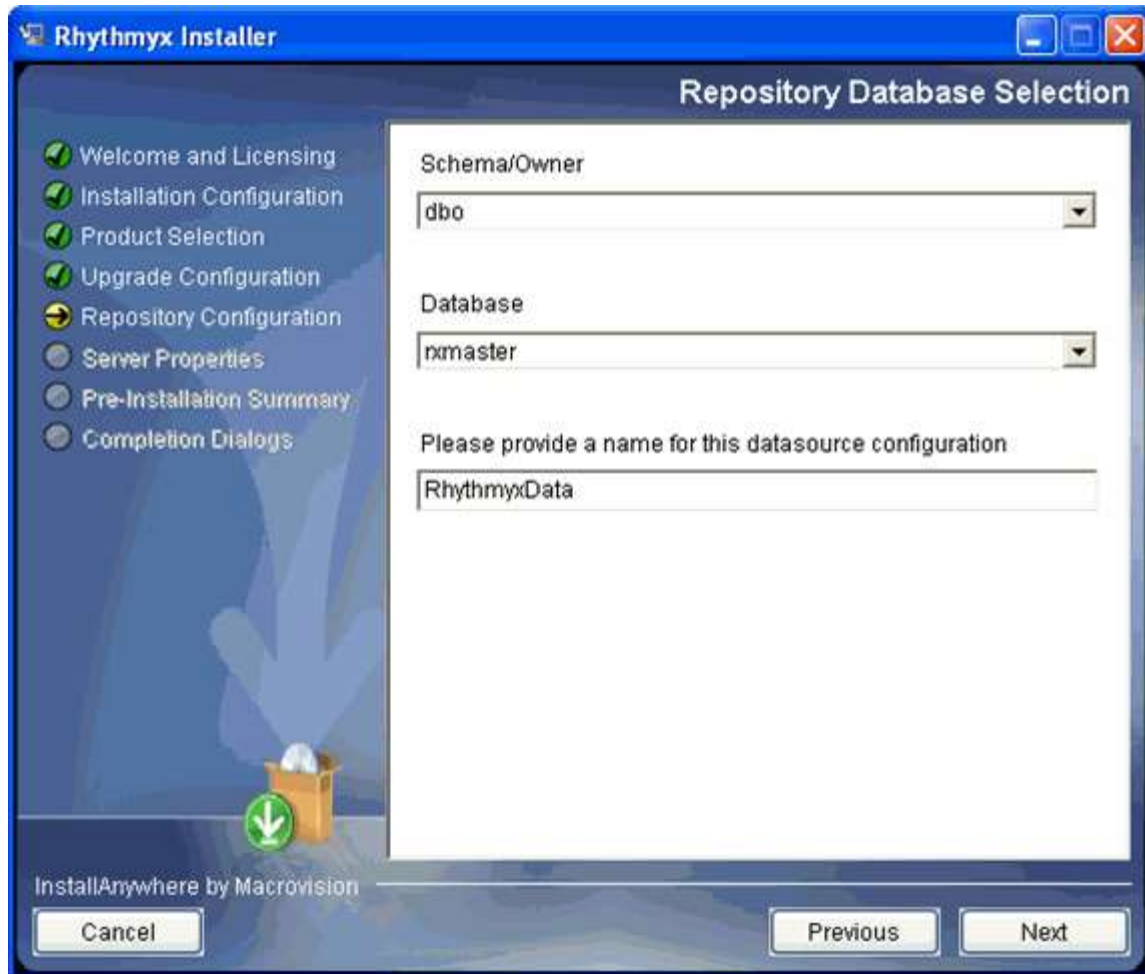 Rhythmyx Installer
Repository Database Selection
Welcome and Licensing
Installation Configuration
Product Selection
Upgrade Configuration
Repository Configuration
Server Properties
Pre-Installation Summary
Completion Dialogs
Schema/Owner
dbo
Database
rxmaster
Please provide a name for this datasource configuration
RhythmyxData
InstallAnywhere by Macrovision
Cancel
Previous
Next